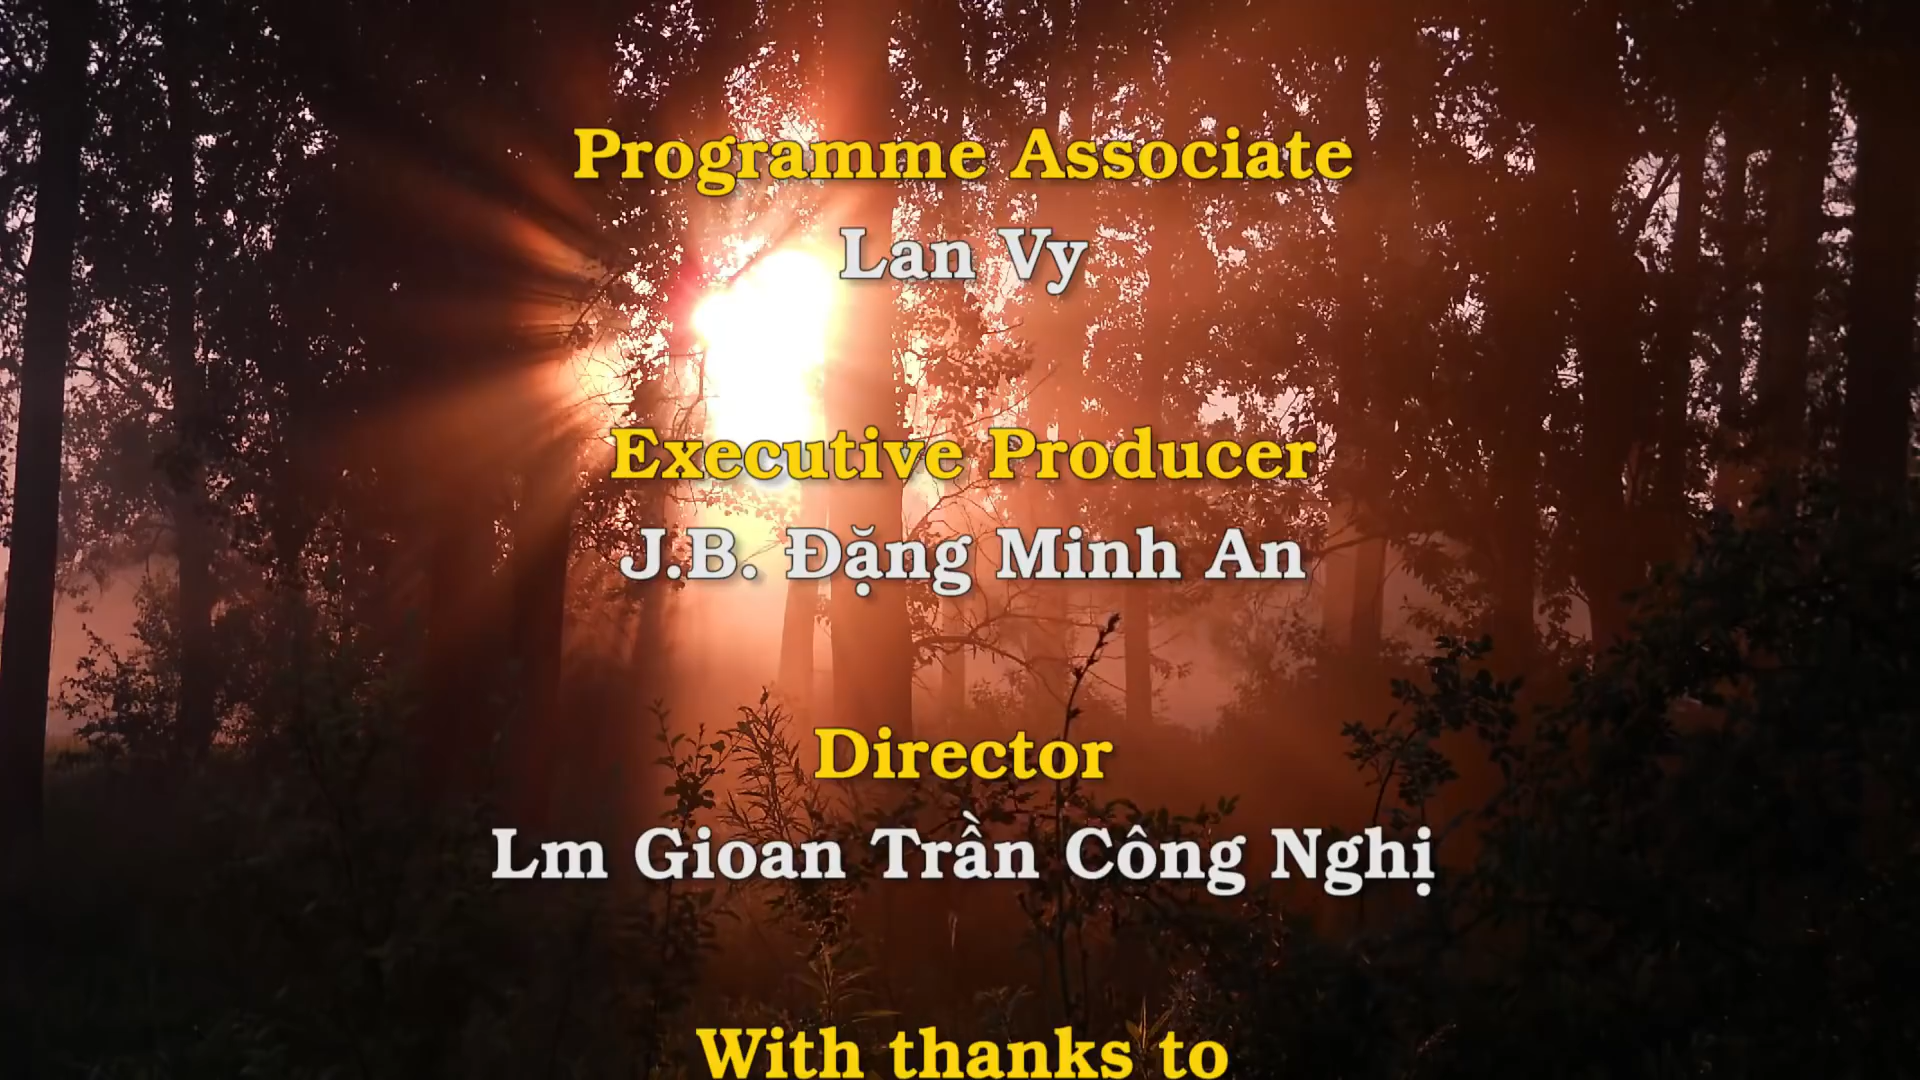 Programme Associate
Lan Vy
Executive Producer
J.B. Đặng Minh An
Director
Lm Gioan Trần Công Nghị
With thanks to